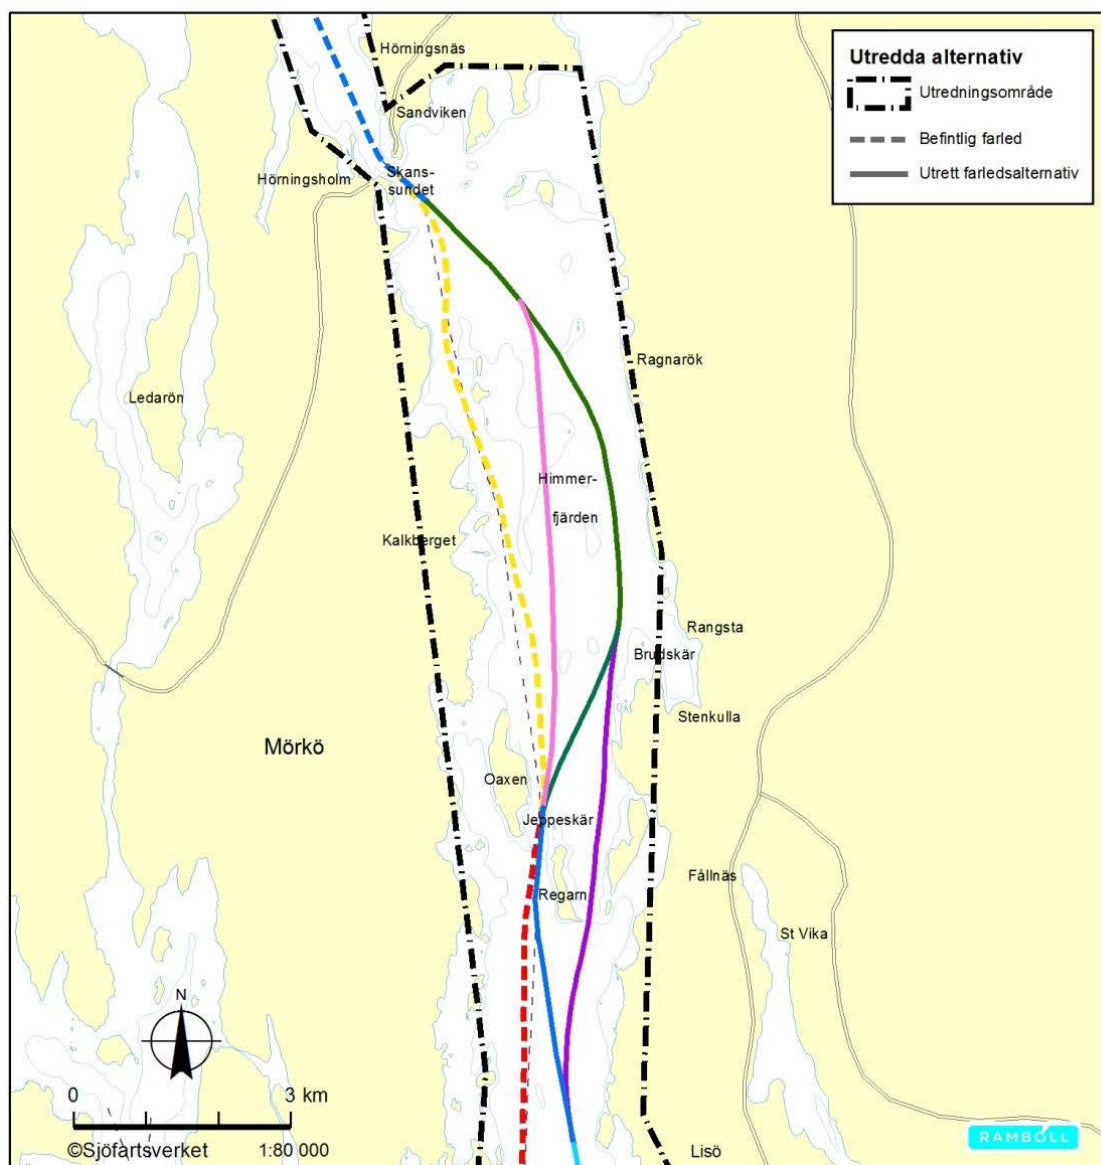 Utredda alternativ
Utredningsområde
Befintlig farled
Utrett farledsalternativ
Hörningsnäs
Sandviken
Hörningsholm
Skans-
sundet
Ragnarök
Ledarön
Himmer-
fjärden
Kalkberget
Rangsta
Brudskär
Stenkulla
Mörkö
Oaxen
Jeppeskär
Fållnäs
Regarn
St Vika
N
0 3 km
©Sjöfartsverket 1:80 000
Lisö
RAMBOLL